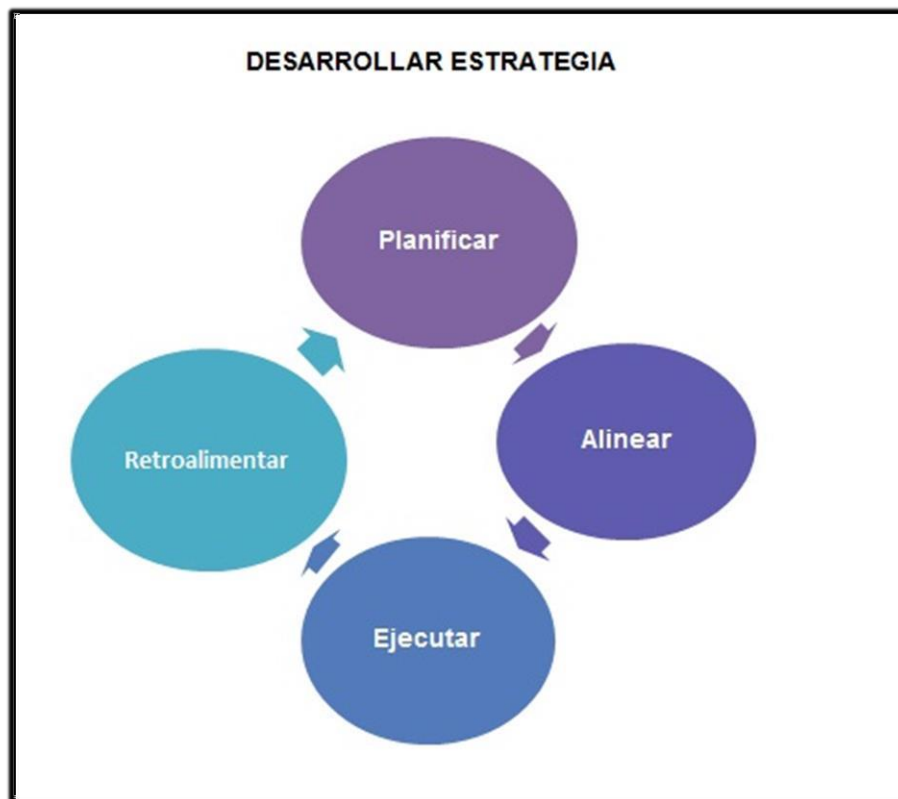 DESARROLLAR ESTRATEGIA
Planificar
Alinear
Ejecutar
Retroalimentar